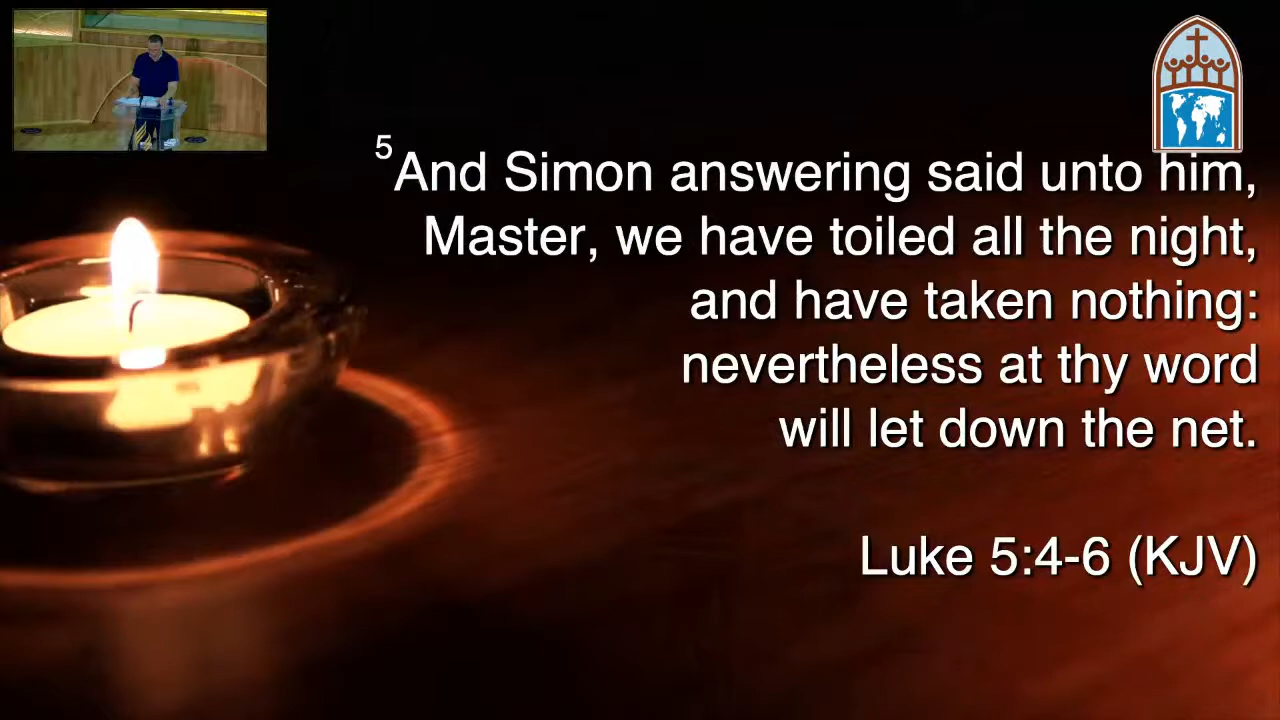 5And Simon answering said unto him,
Master, we have toiled all the night,
and have taken nothing:
nevertheless at thy word
will let down the net.
Luke 5:4-6 (KJV)